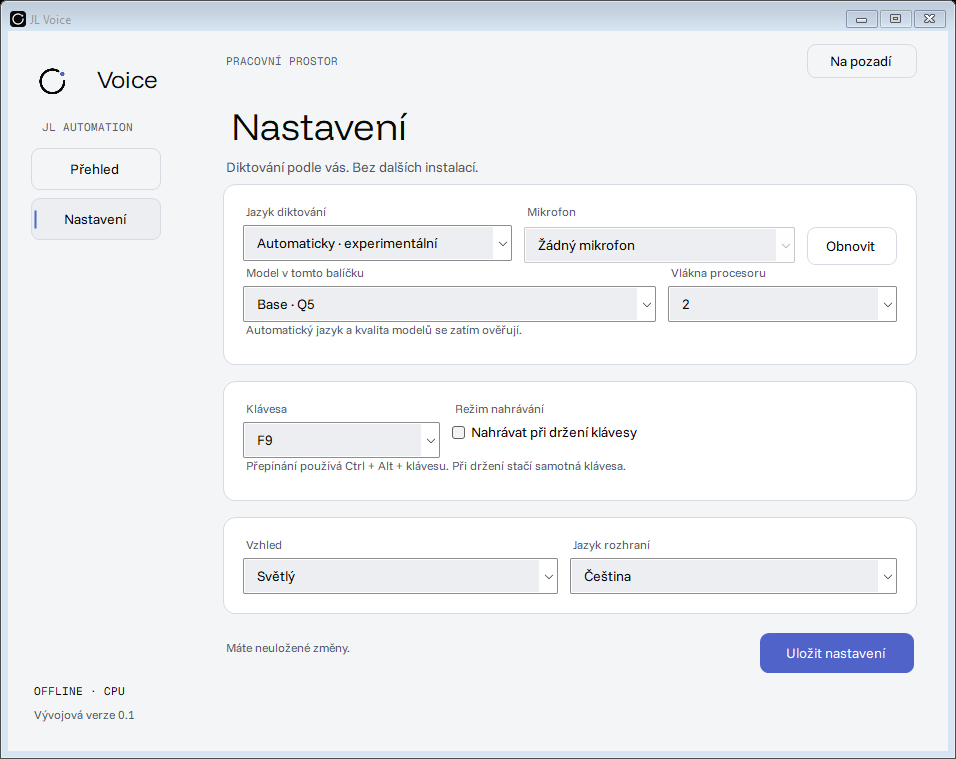 JL Voice
Voice
JL AUTOMATION
Přehled
Nastavení
OFFLINE · CPU
Vývojová verze 0.1
PRACOVNÍ PROSTOR
Na pozadí
Nastavení
Diktování podle vás. Bez dalších instalací.
Jazyk diktování
Automaticky · experimentální
Mikrofon
Žádný mikrofon
Obnovit
Model v tomto balíčku
Base · Q5
Vlákna procesoru
2
Automatický jazyk a kvalita modelů se zatím ověřují.
Klávesa
F9
Režim nahrávání
Nahrávat při držení klávesy
Přepínání používá Ctrl + Alt + klávesu. Při držení stačí samotná klávesa.
Vzhled
Světlý
Jazyk rozhraní
Čeština
Máte neuložené změny.
Uložit nastavení